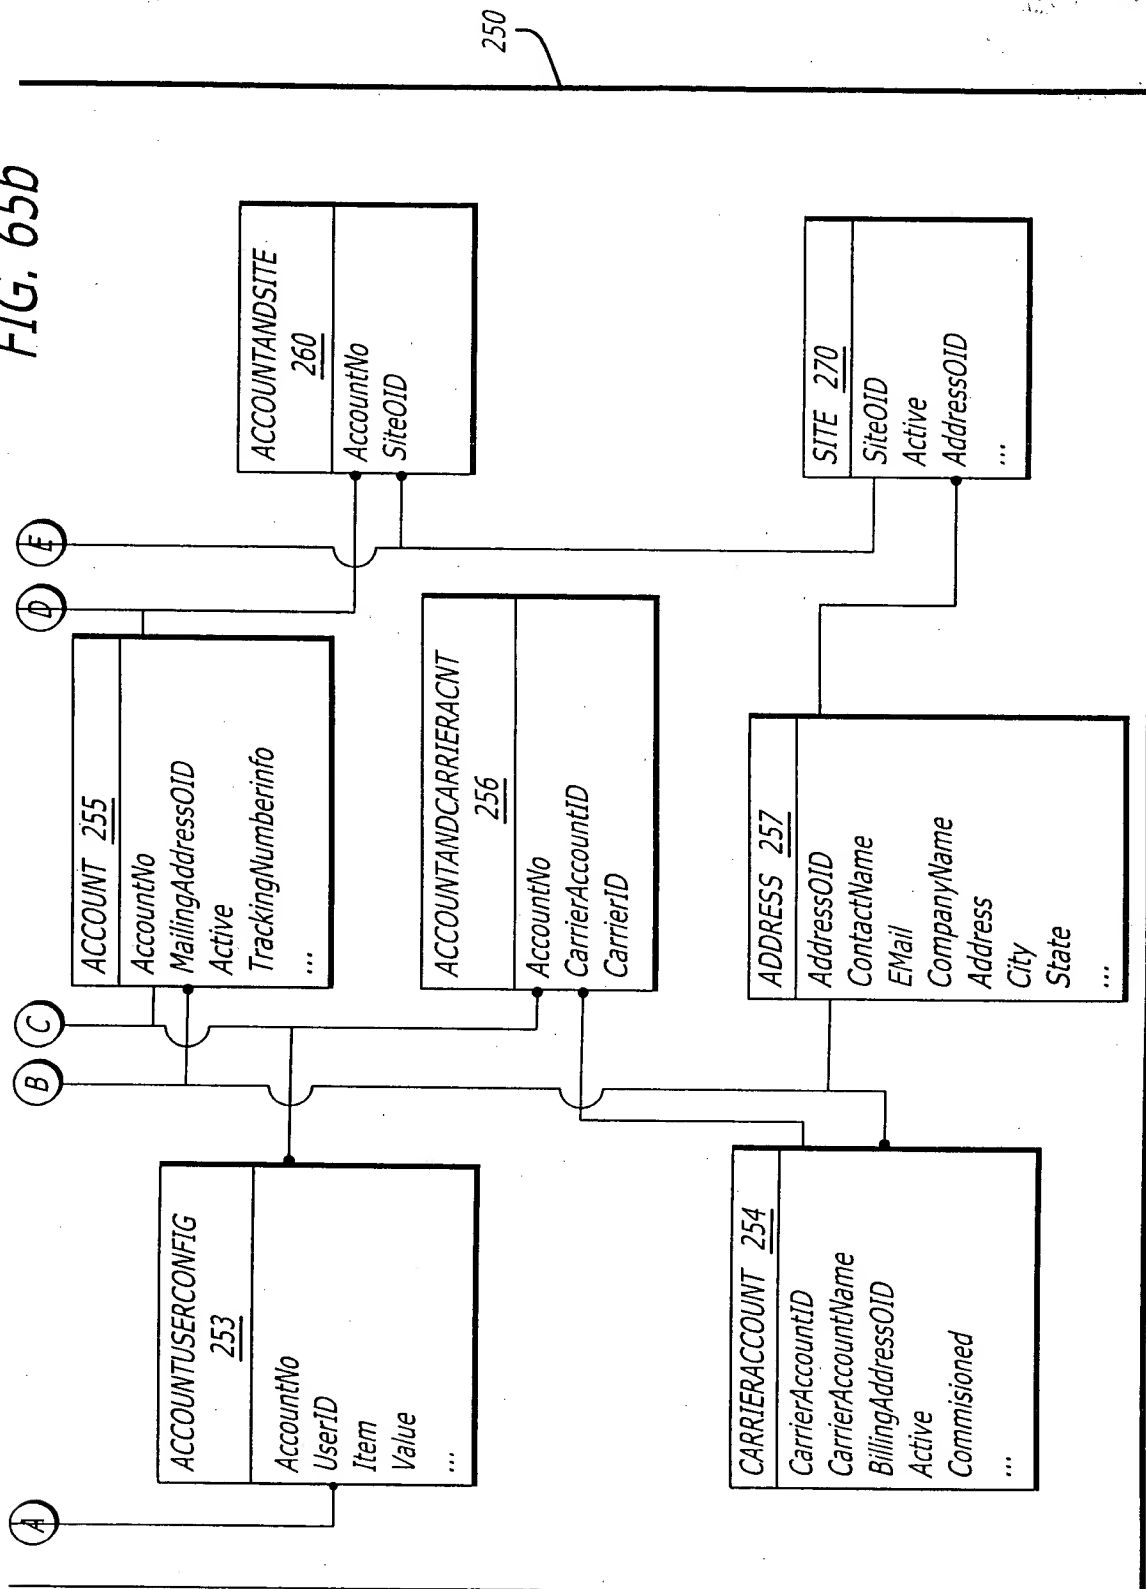 FIG. 65b
250
A
B
C
D
E
ACCOUNTUSERCONFIG
253
AccountNo
UserID
Item
Value
...
ACCOUNT 255
AccountNo
MailingAddressOID
Active
TrackingNumberinfo
...
ACCOUNTANDSITE
260
AccountNo
SiteOID
ACCOUNTANDCARRIERACNT
256
AccountNo
CarrierAccountID
CarrierID
CARRIERACCOUNT 254
CarrierAccountID
CarrierAccountName
BillingAddressOID
Active
Commisioned
...
ADDRESS 257
AddressOID
ContactName
EMail
CompanyName
Address
City
State
...
SITE 270
SiteOID
Active
AddressOID
...